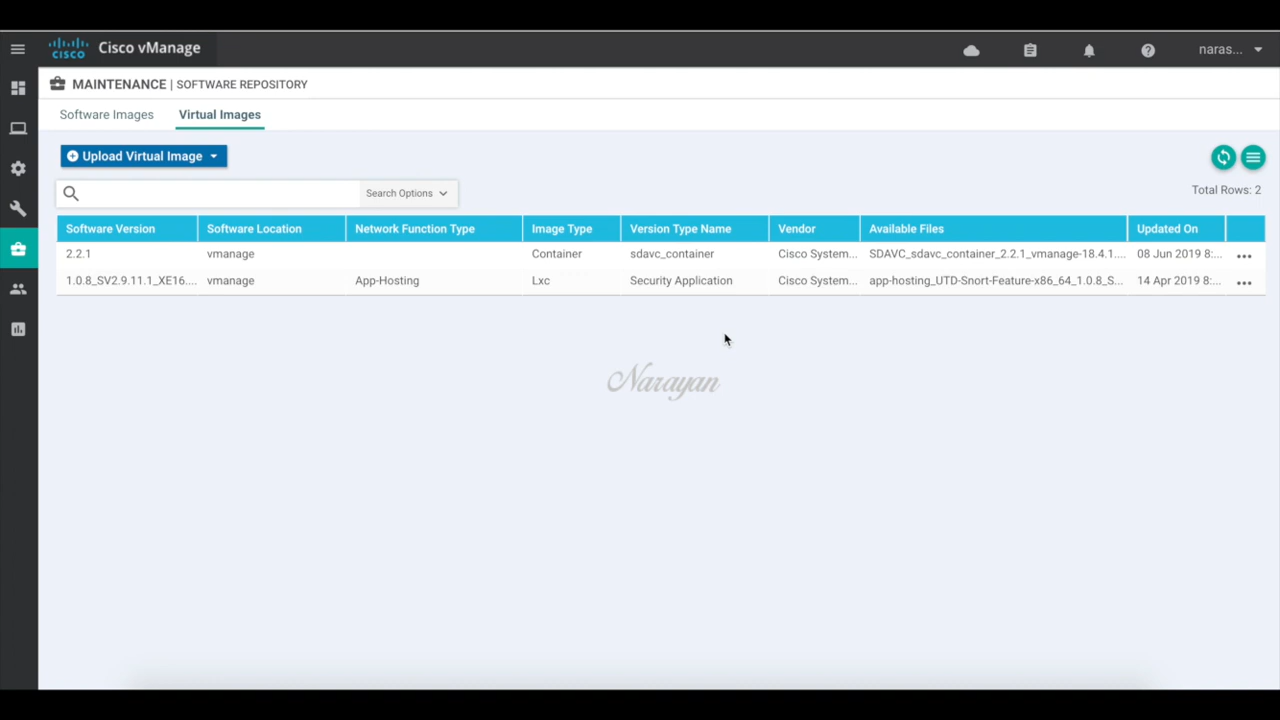 CISCO Cisco vManage naras...
MAINTENANCE | SOFTWARE REPOSITORY
Software Images Virtual Images
Upload Virtual Image
Search Options Total Rows: 2
Software Version Software Location Network Function Type Image Type Version Type Name Vendor Available Files Updated On
2.2.1 vmanage Container sdavc_container Cisco System... SDAVC_sdavc_container_2.2.1_vmanage-18.4.1.... 08 Jun 2019 8:...
1.0.8_SV2.9.11.1_XE16.... vmanage App-Hosting Lxc Security Application Cisco System... app-hosting_UTD-Snort-Feature-x86_64_1.0.8_S... 14 Apr 2019 8:...
Narayan